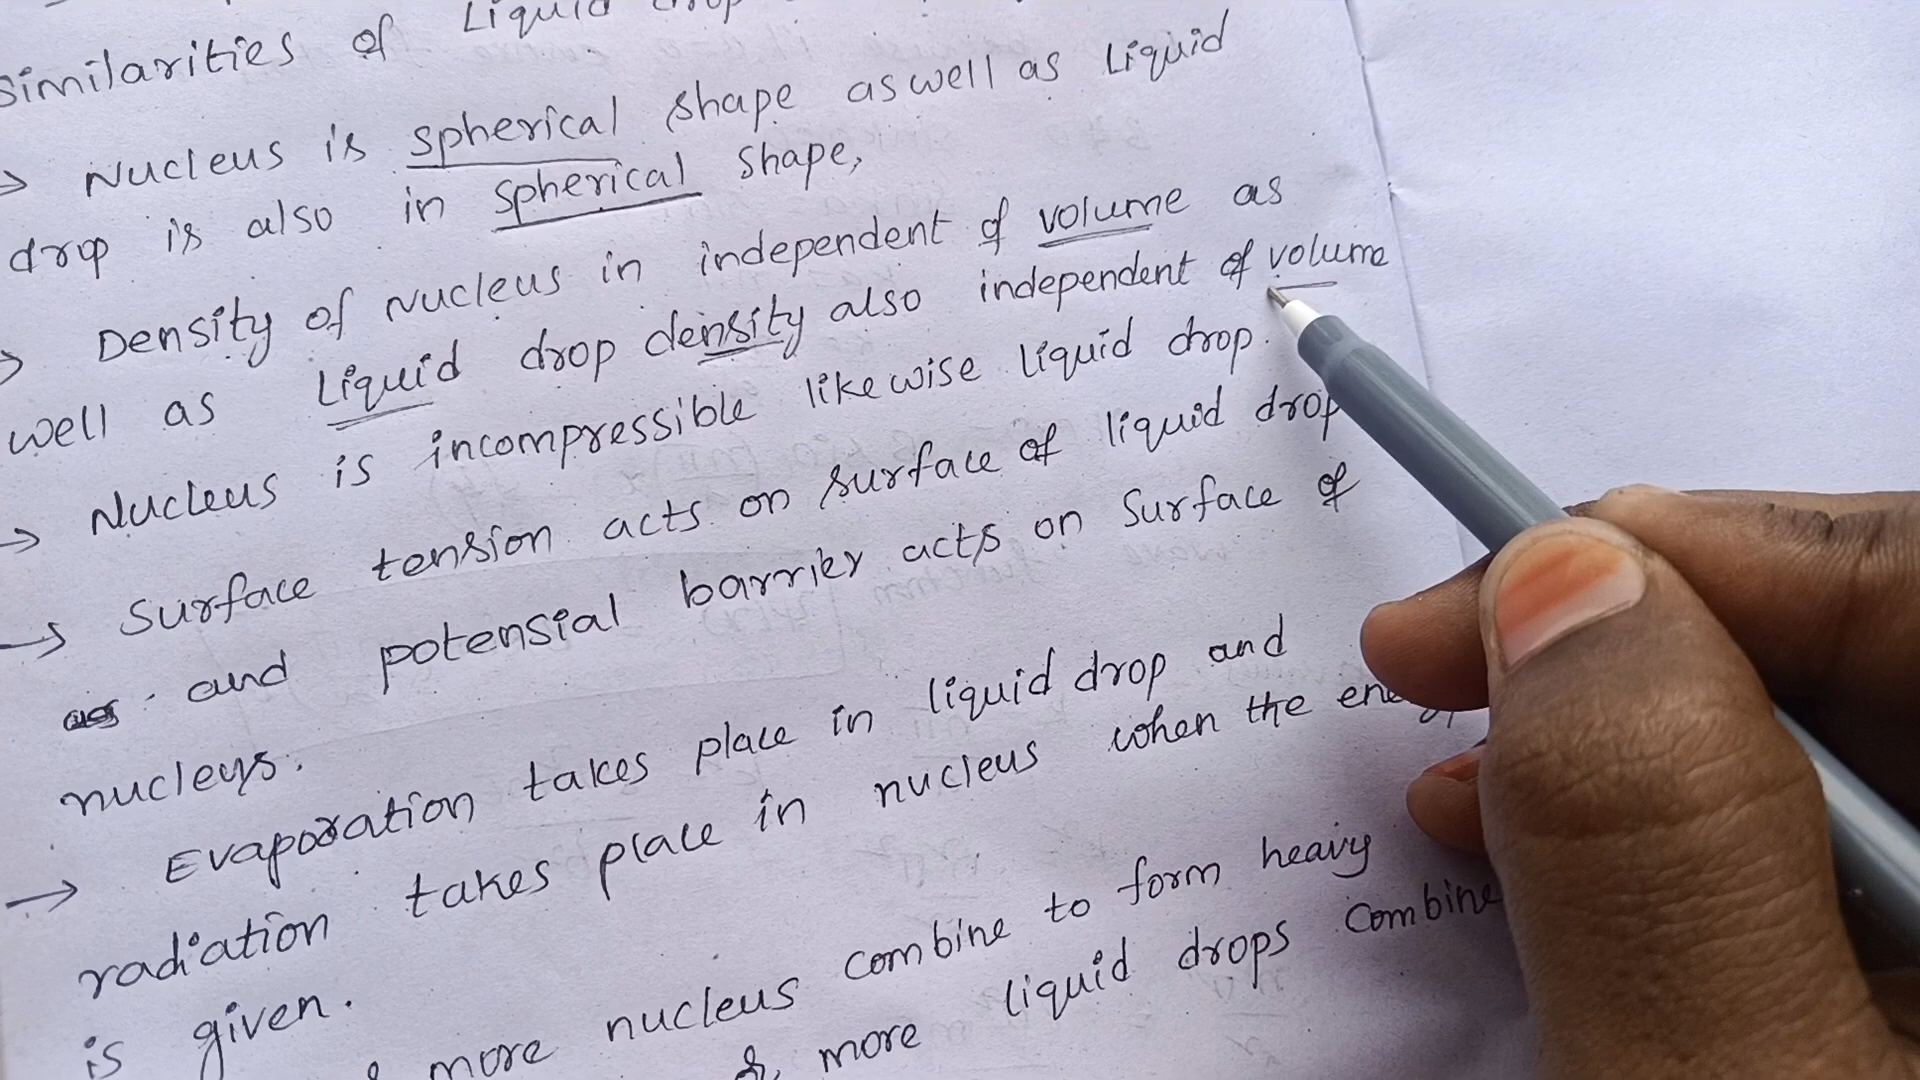 similarities of Liquid drop
→ Nucleus is spherical shape aswell as Liquid
drop is also in spherical shape,
→ Density of Nucleus in independent of volume as
well as Liquid drop density also independent of volume
→ Nucleus is incompressible likewise liquid drop.
→ Surface tension acts on surface of liquid drop
and potensial barrier acts on Surface of
nucleus.
→ Evaporation takes place in liquid drop and
radiation takes place in nucleus when the
is given.
more nucleus combine to form heavy
& more liquid drops combine